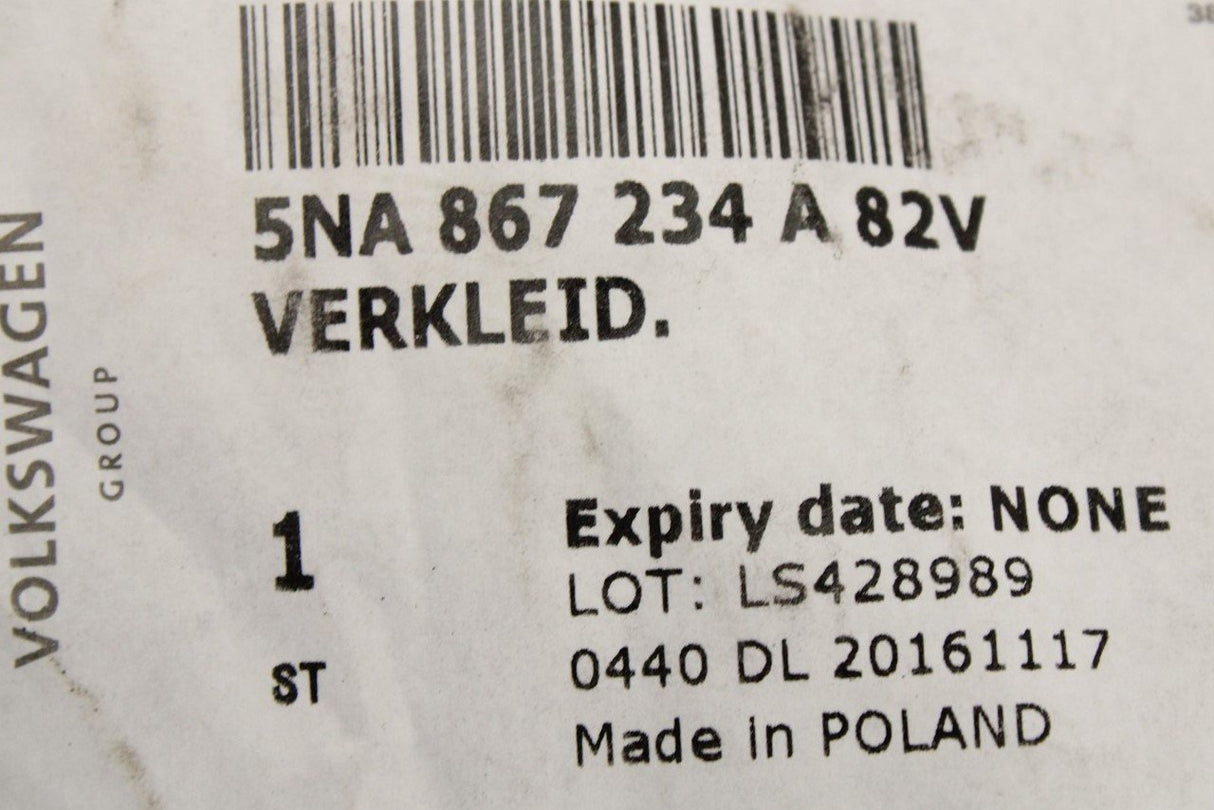 5NA 867 234 A 82V
VERKLEID.
VOLKSWAGEN
GROUP
1
ST
Expiry date: NONE
LOT: LS428989
0440 DL 20161117
Made in POLAND